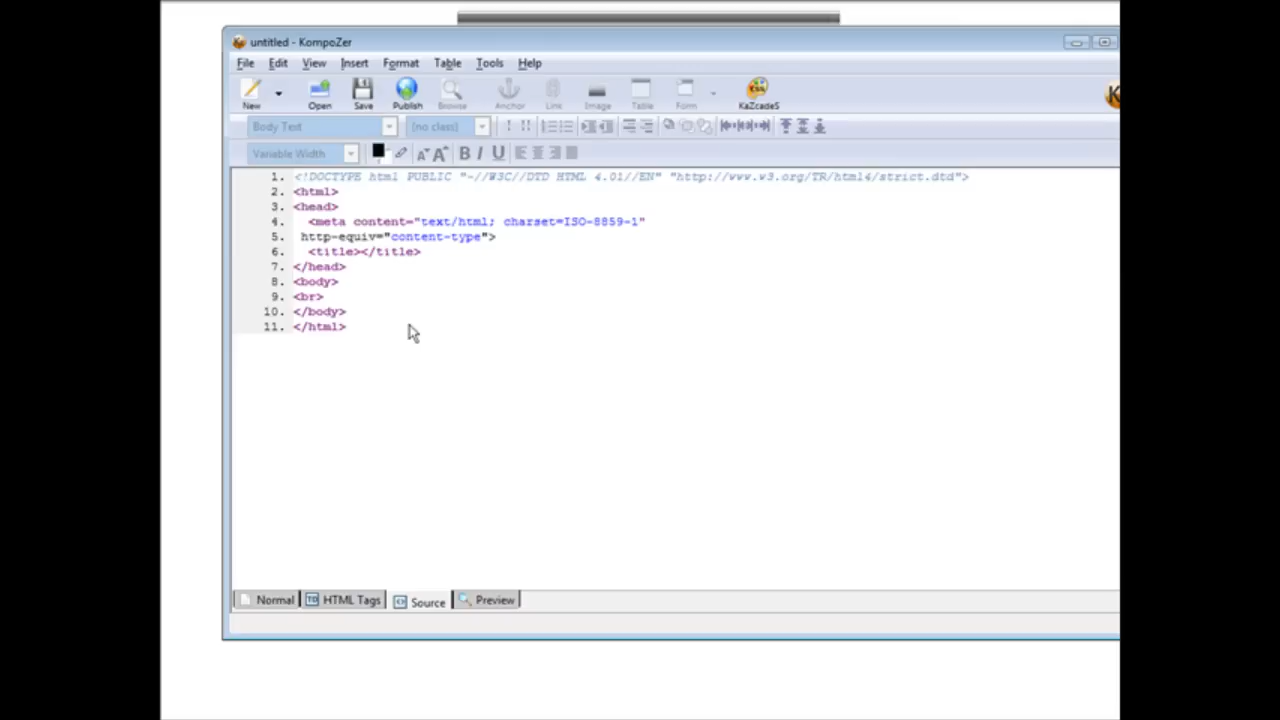 untitled - KompoZer
File Edit View Insert Format Table Tools Help
New Open Save Publish Browse Anchor Link Image Table Form KaZcadeS
Body Text (no class)
Variable Width B I U
1. <!DOCTYPE html PUBLIC "-//W3C//DTD HTML 4.01//EN" "http://www.w3.org/TR/html4/strict.dtd">
2. <html>
3. <head>
4. <meta content="text/html; charset=ISO-8859-1"
5. http-equiv="content-type">
6. <title></title>
7. </head>
8. <body>
9. <br>
10. </body>
11. </html>
Normal HTML Tags Source Preview